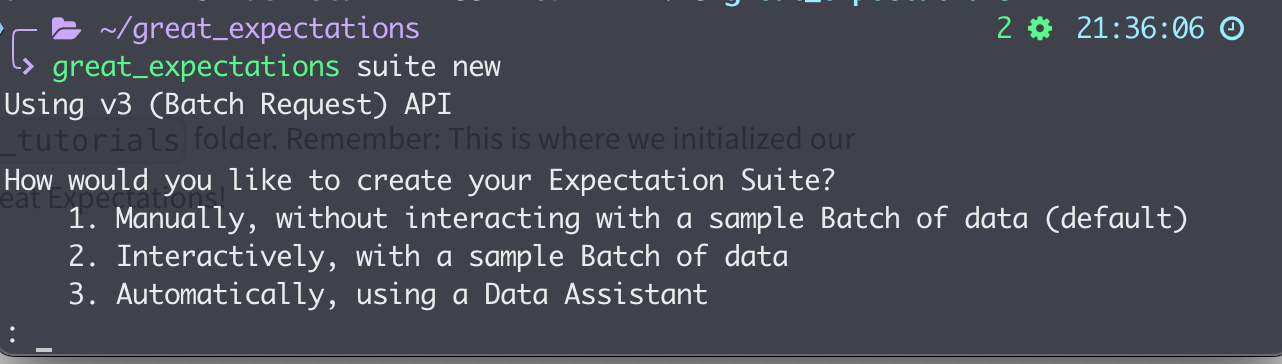 ~/great_expectations 2 21:36:06
great_expectations suite new
Using v3 (Batch Request) API
_tutorials folder. Remember: This is where we initialized our
How would you like to create your Expectation Suite?
eat Expectations!
1. Manually, without interacting with a sample Batch of data (default)
2. Interactively, with a sample Batch of data
3. Automatically, using a Data Assistant
: _